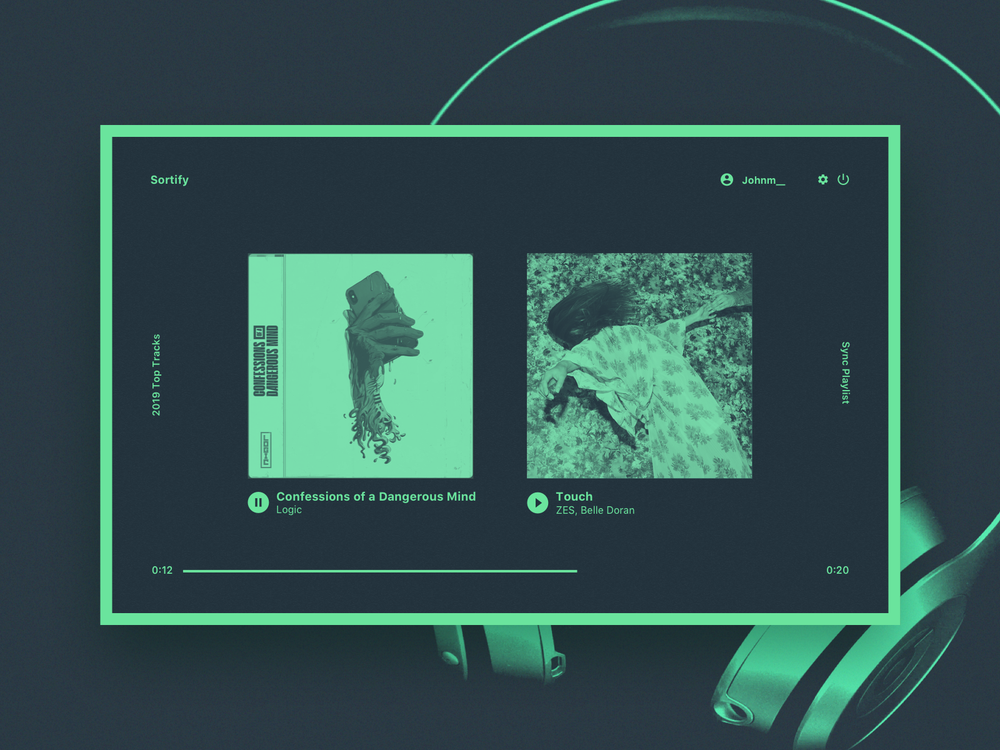 Sortify
Johnm__
2019 Top Tracks
CONFESSIONS OF A
DANGEROUS MIND
Sync Playlist
Confessions of a Dangerous Mind
Logic
Touch
ZES, Belle Doran
0:12
0:20